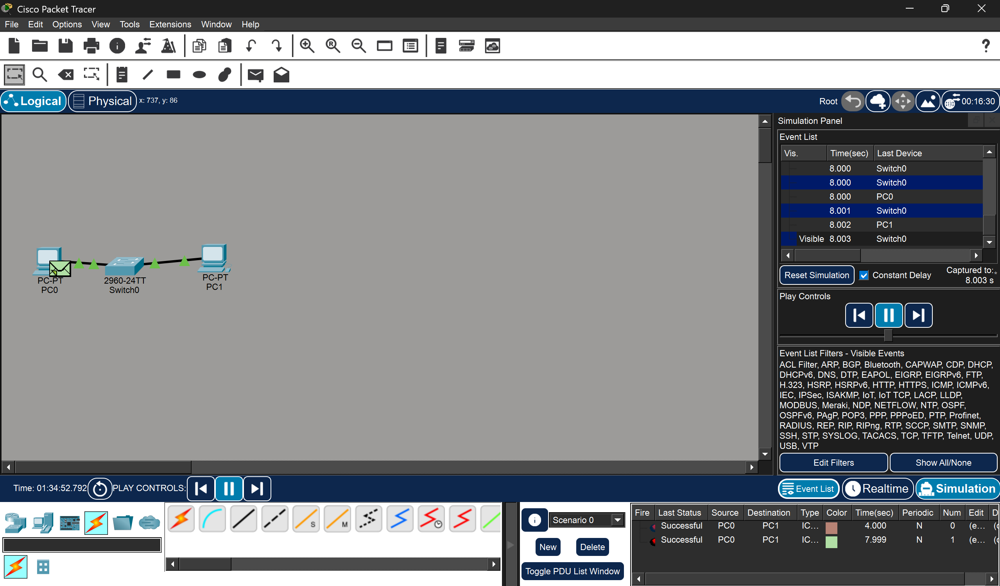 Cisco Packet Tracer
File Edit Options View Tools Extensions Window Help
Logical Physical x: 737, y: 86 Root 00:16:30
Simulation Panel
Event List
Vis. Time(sec) Last Device
8.000 Switch0
8.000 Switch0
8.000 PC0
8.001 Switch0
8.002 PC1
Visible 8.003 Switch0
Reset Simulation Constant Delay Captured to:*
8.003 s
Play Controls
PC-PT
PC0
2960-24TT
Switch0
PC-PT
PC1
Event List Filters - Visible Events
ACL Filter, ARP, BGP, Bluetooth, CAPWAP, CDP, DHCP,
DHCPv6, DNS, DTP, EAPOL, EIGRP, EIGRPv6, FTP,
H.323, HSRP, HSRPv6, HTTP, HTTPS, ICMP, ICMPv6,
IEC, IPSec, ISAKMP, IoT, IoT TCP, LACP, LLDP,
MODBUS, Meraki, NDP, NETFLOW, NTP, OSPF,
OSPFv6, PAgP, POP3, PPP, PPPoED, PTP, Profinet,
RADIUS, REP, RIP, RIPng, RTP, SCCP, SMTP, SNMP,
SSH, STP, SYSLOG, TACACS, TCP, TFTP, Telnet, UDP,
USB, VTP
Edit Filters Show All/None
Time: 01:34:52.792 PLAY CONTROLS: Event List Realtime Simulation
S M
Scenario 0
New Delete
Toggle PDU List Window
Fire Last Status Source Destination Type Color Time(sec) Periodic Num Edit D
Successful PC0 PC1 IC... 4.000 N 0 (e...
Successful PC0 PC1 IC... 7.999 N 1 (e...